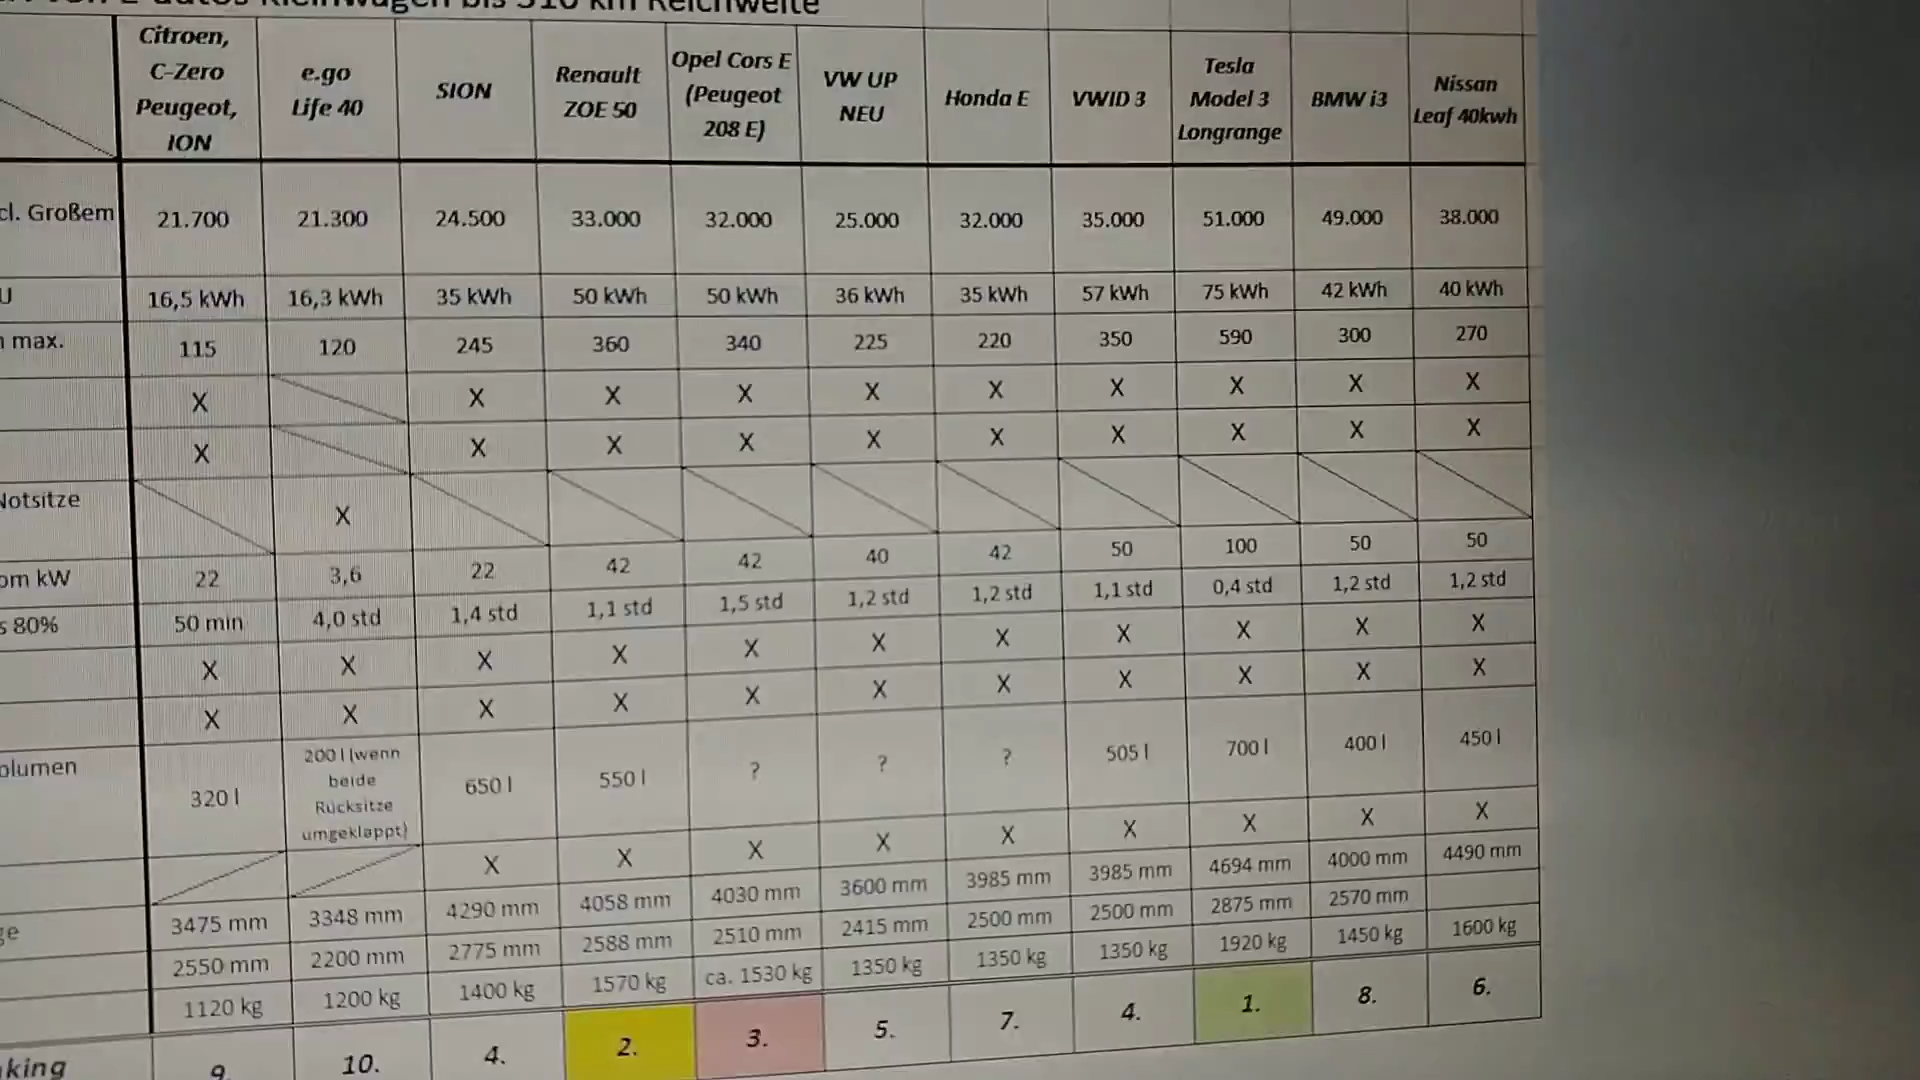 E-autos Kleinwagen bis 310 km Reichweite
Citroen, C-Zero Peugeot, ION | e.go Life 40 | SION | Renault ZOE 50 | Opel Cors E (Peugeot 208 E) | VW UP NEU | Honda E | VWID 3 | Tesla Model 3 Longrange | BMW i3 | Nissan Leaf 40kwh
cl. Großem | 21.700 | 21.300 | 24.500 | 33.000 | 32.000 | 25.000 | 32.000 | 35.000 | 51.000 | 49.000 | 38.000
U | 16,5 kWh | 16,3 kWh | 35 kWh | 50 kWh | 50 kWh | 36 kWh | 35 kWh | 57 kWh | 75 kWh | 42 kWh | 40 kWh
max. | 115 | 120 | 245 | 360 | 340 | 225 | 220 | 350 | 590 | 300 | 270
X | X | X | X | X | X | X | X | X | X
X | X | X | X | X | X | X | X | X | X
Notsitze | X
om kW | 22 | 3,6 | 22 | 42 | 42 | 40 | 42 | 50 | 100 | 50 | 50
s 80% | 50 min | 4,0 std | 1,4 std | 1,1 std | 1,5 std | 1,2 std | 1,2 std | 1,1 std | 0,4 std | 1,2 std | 1,2 std
X | X | X | X | X | X | X | X | X | X | X
X | X | X | X | X | X | X | X | X | X | X
olumen | 320 l | 200 l (wenn beide Rücksitze umgeklappt) | 650 l | 550 l | ? | ? | ? | 505 l | 700 l | 400 l | 450 l
X | X | X | X | X | X | X | X | X
3475 mm | 3348 mm | 4290 mm | 4058 mm | 4030 mm | 3600 mm | 3985 mm | 3985 mm | 4694 mm | 4000 mm | 4490 mm
ge | 2550 mm | 2200 mm | 2775 mm | 2588 mm | 2510 mm | 2415 mm | 2500 mm | 2500 mm | 2875 mm | 2570 mm
1120 kg | 1200 kg | 1400 kg | 1570 kg | ca. 1530 kg | 1350 kg | 1350 kg | 1350 kg | 1920 kg | 1450 kg | 1600 kg
king | 9. | 10. | 4. | 2. | 3. | 5. | 7. | 4. | 1. | 8. | 6.